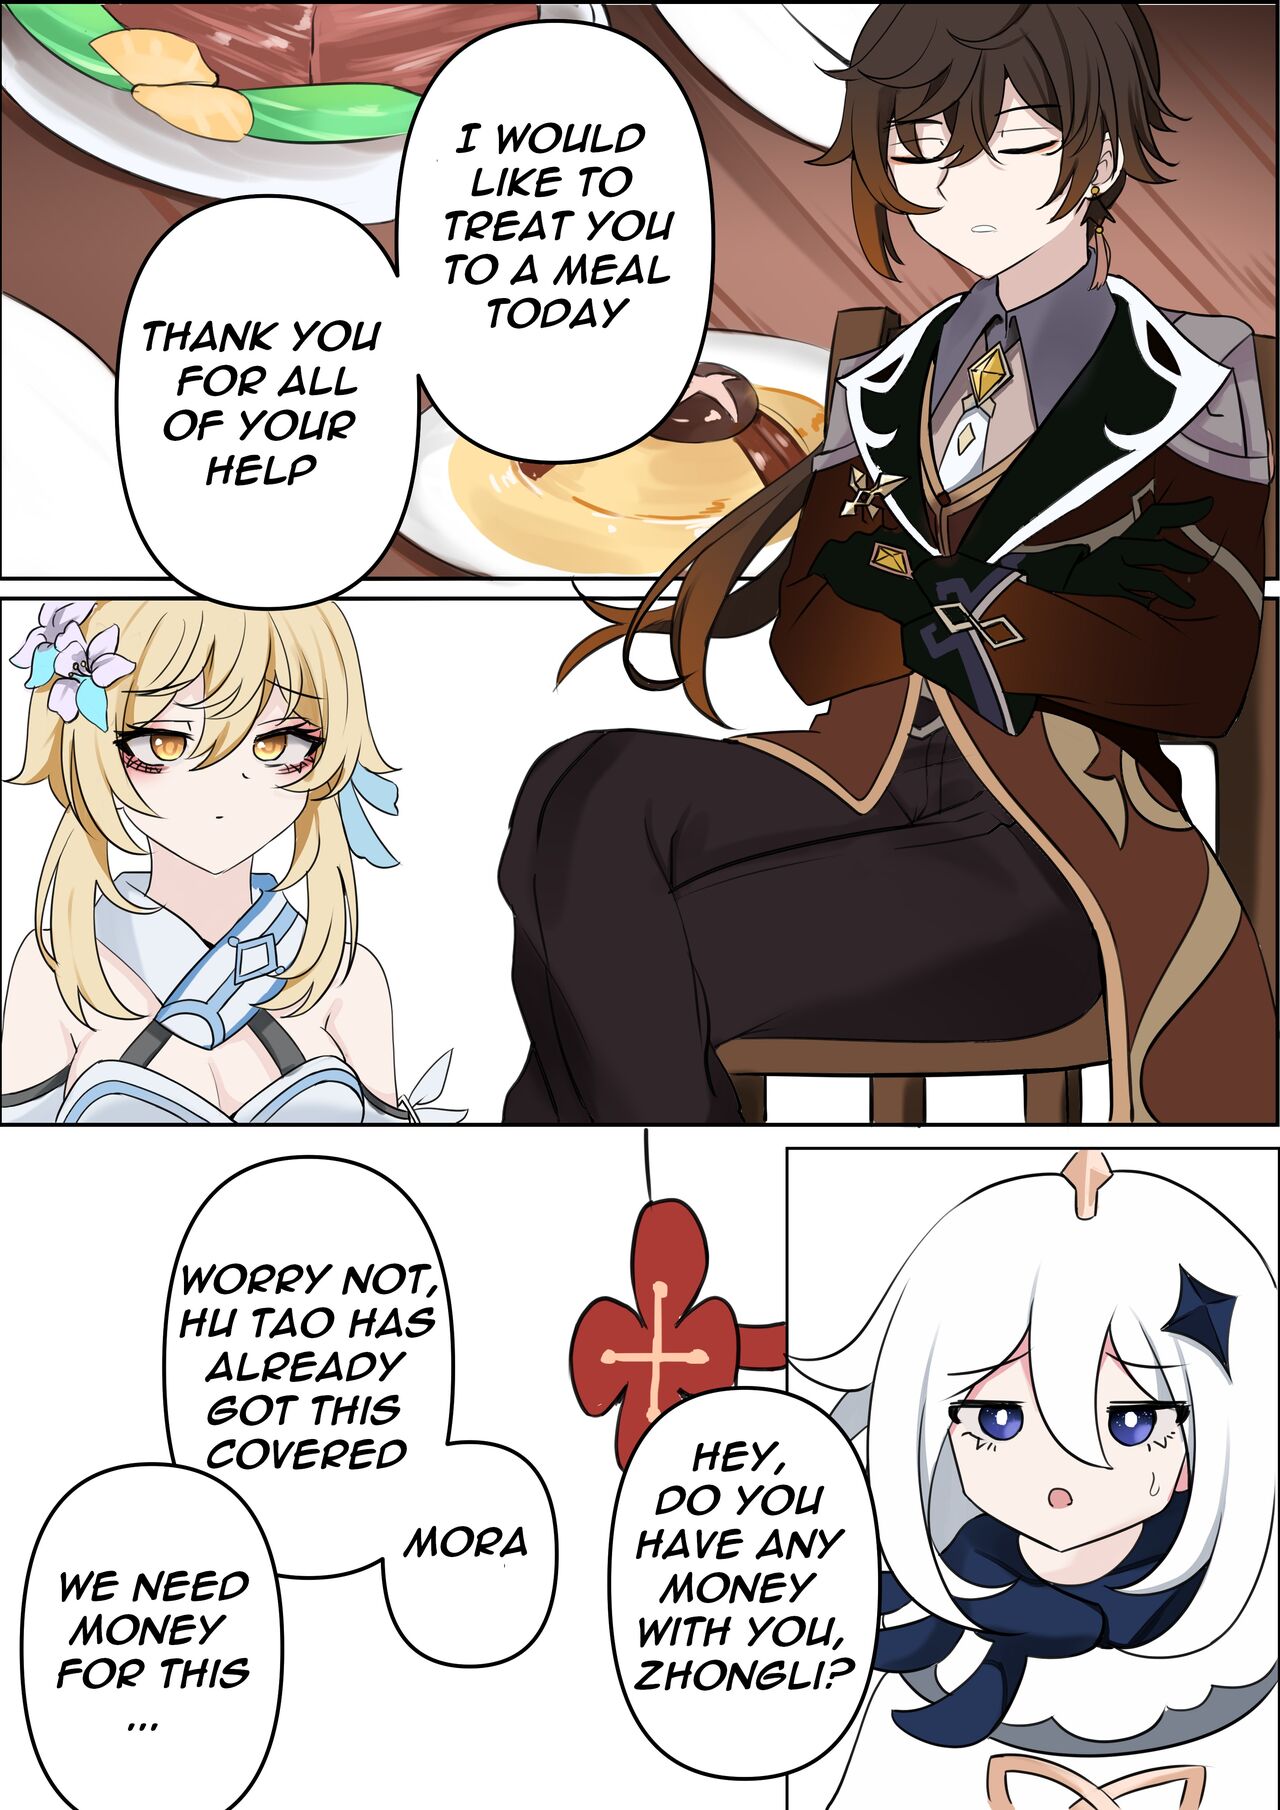 I WOULD
LIKE TO
TREAT YOU
TO A MEAL
TODAY
THANK YOU
FOR ALL
OF YOUR
HELP
HEY,
DO YOU
HAVE ANY
MONEY
WITH YOU,
ZHONGLI?
WORRY NOT,
HU TAO HAS
ALREADY
GOT THIS
COVERED
MORA
WE NEED
MONEY
FOR THIS
...